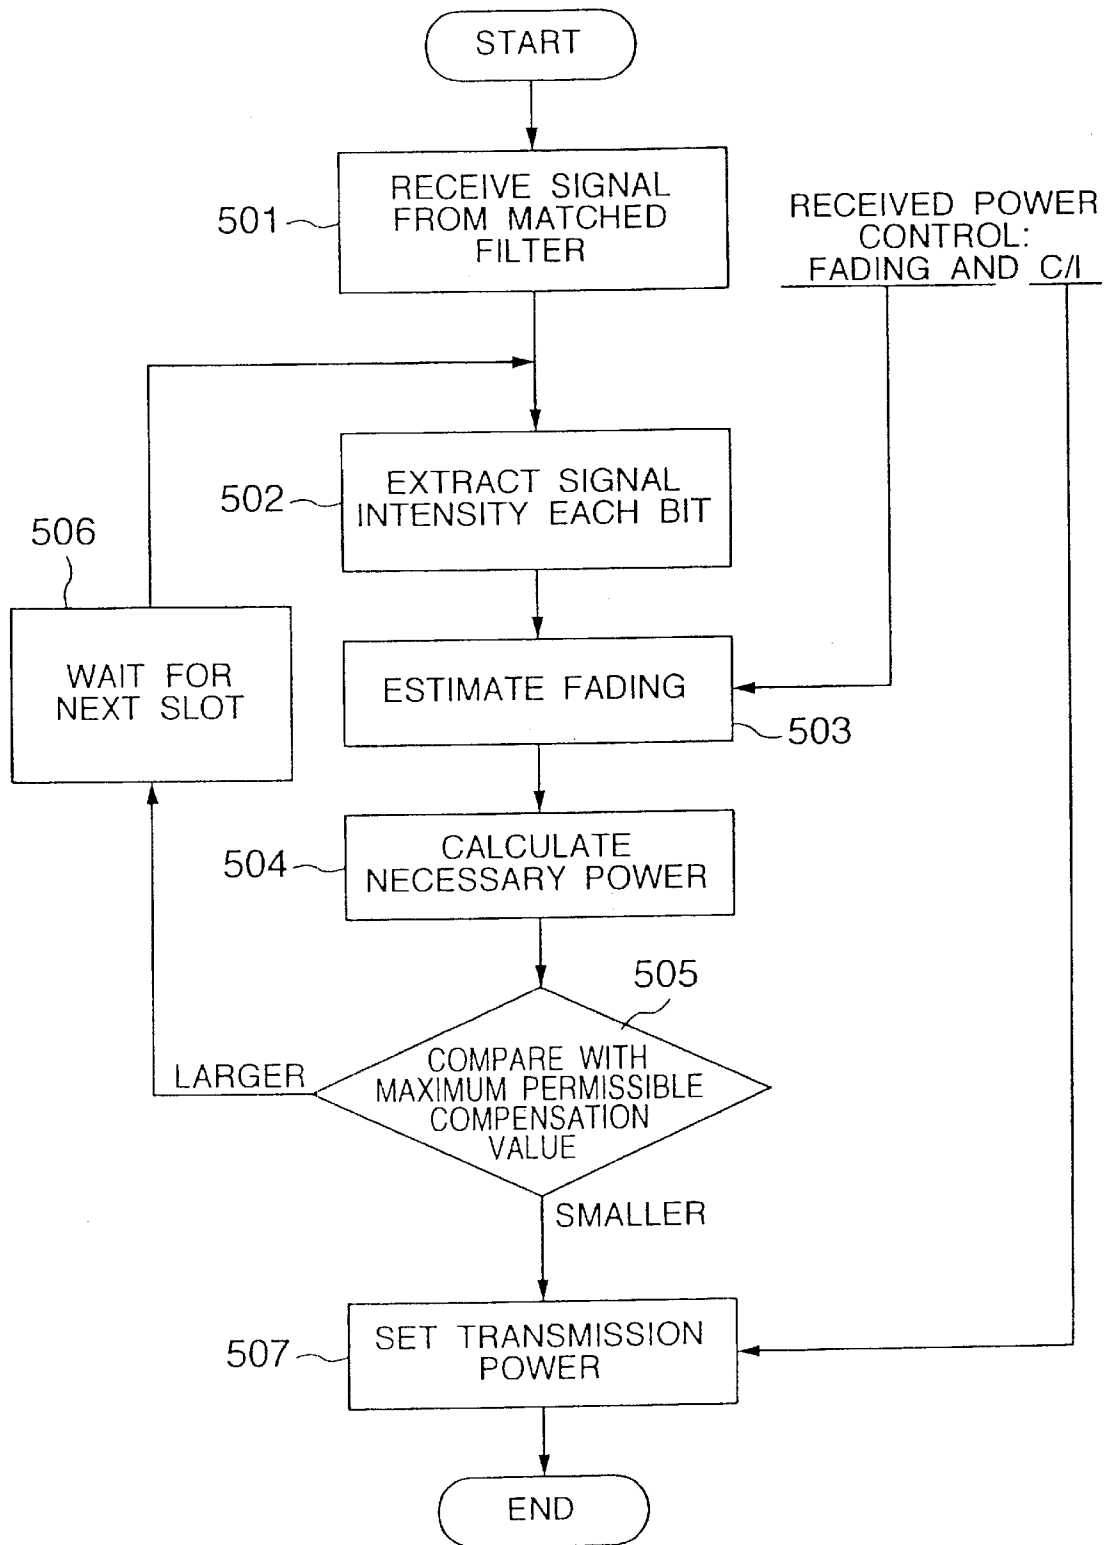 START
501
RECEIVE SIGNAL
FROM MATCHED
FILTER
RECEIVED POWER
CONTROL:
FADING AND C/I
502
EXTRACT SIGNAL
INTENSITY EACH BIT
506
WAIT FOR
NEXT SLOT
ESTIMATE FADING
503
504
CALCULATE
NECESSARY POWER
505
LARGER
COMPARE WITH
MAXIMUM PERMISSIBLE
COMPENSATION
VALUE
SMALLER
507
SET TRANSMISSION
POWER
END